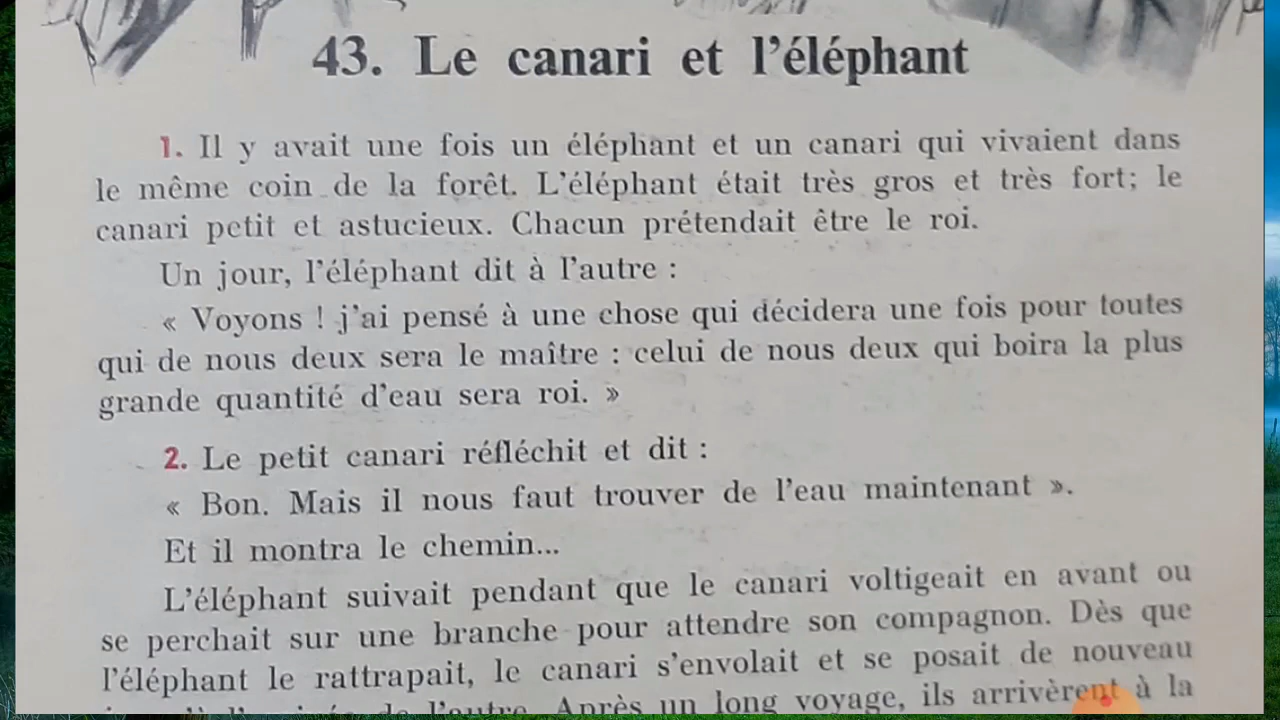 43. Le canari et l'éléphant
1. Il y avait une fois un éléphant et un canari qui vivaient dans
le même coin de la forêt. L'éléphant était très gros et très fort; le
canari petit et astucieux. Chacun prétendait être le roi.
Un jour, l'éléphant dit à l'autre :
« Voyons ! j'ai pensé à une chose qui décidera une fois pour toutes
qui de nous deux sera le maître : celui de nous deux qui boira la plus
grande quantité d'eau sera roi. »
2. Le petit canari réfléchit et dit :
« Bon. Mais il nous faut trouver de l'eau maintenant ».
Et il montra le chemin...
L'éléphant suivait pendant que le canari voltigeait en avant ou
se perchait sur une branche pour attendre son compagnon. Dès que
l'éléphant le rattrapait, le canari s'envolait et se posait de nouveau
de l'autre. Après un long voyage, ils arrivèrent à la